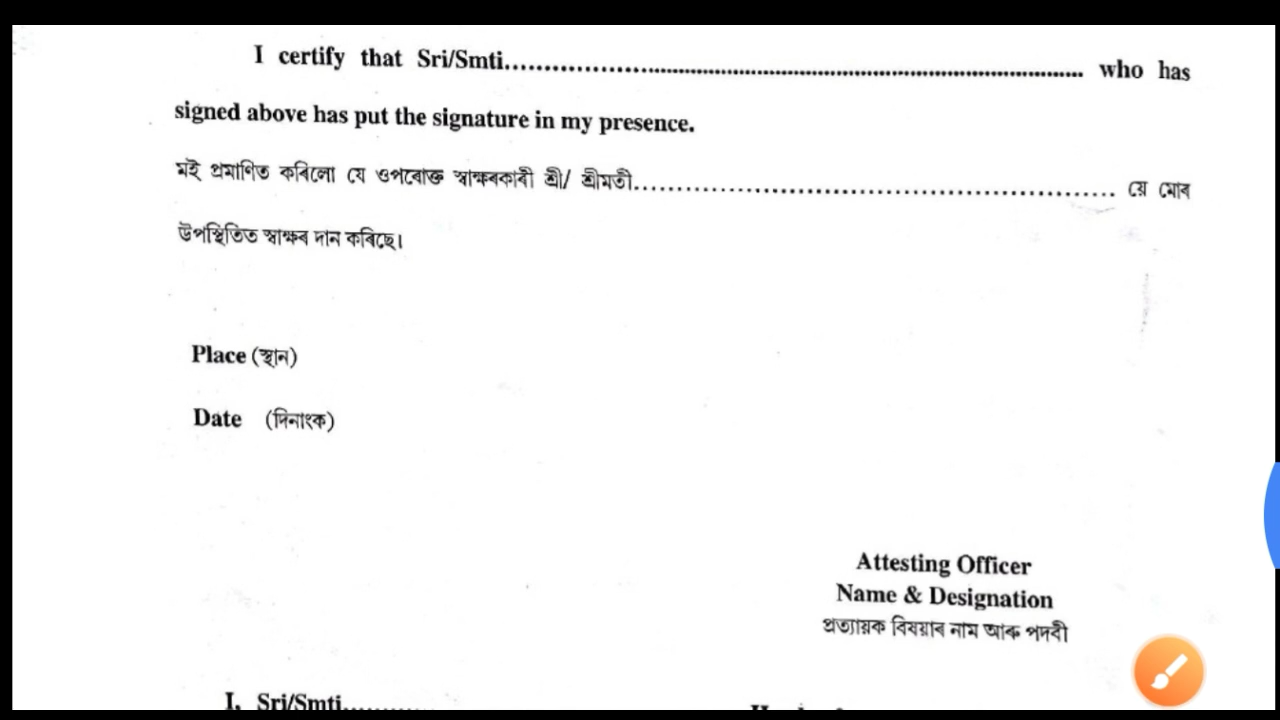 I certify that Sri/Smti........................................................................................ who has
signed above has put the signature in my presence.
মই প্ৰমাণিত কৰিলো যে ওপৰোক্ত স্বাক্ষৰকাৰী শ্ৰী/ শ্ৰীমতী........................................................ য়ে মোৰ
উপস্থিতিত স্বাক্ষৰ দান কৰিছে।
Place (স্থান)
Date (দিনাংক)
Attesting Officer
Name & Designation
প্ৰত্যায়ক বিষয়াৰ নাম আৰু পদবী
I, Sri/Smti..........